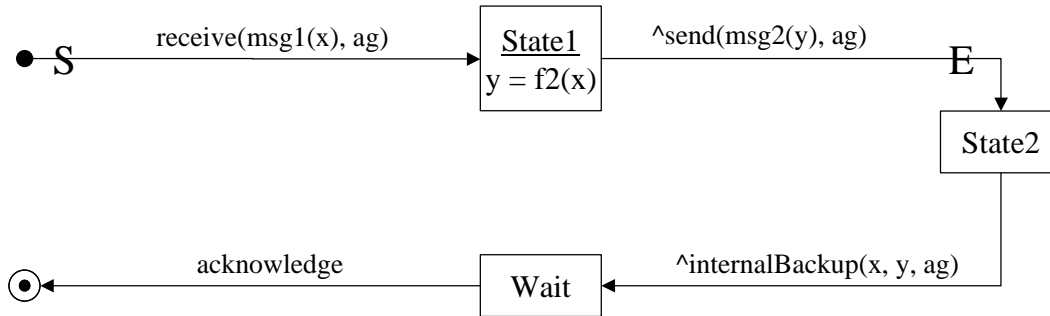 receive(msg1(x), ag)
^send(msg2(y), ag)
S
State1
y = f2(x)
E
State2
acknowledge
Wait
^internalBackup(x, y, ag)